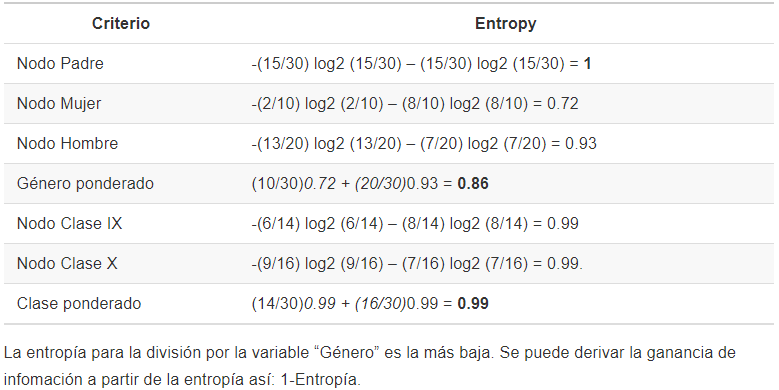 Criterio Entropy
Nodo Padre -(15/30) log2 (15/30) – (15/30) log2 (15/30) = 1
Nodo Mujer -(2/10) log2 (2/10) – (8/10) log2 (8/10) = 0.72
Nodo Hombre -(13/20) log2 (13/20) – (7/20) log2 (7/20) = 0.93
Género ponderado (10/30)0.72 + (20/30)0.93 = 0.86
Nodo Clase IX -(6/14) log2 (6/14) – (8/14) log2 (8/14) = 0.99
Nodo Clase X -(9/16) log2 (9/16) – (7/16) log2 (7/16) = 0.99.
Clase ponderado (14/30)0.99 + (16/30)0.99 = 0.99
La entropía para la división por la variable “Género” es la más baja. Se puede derivar la ganancia de
infomación a partir de la entropía así: 1-Entropía.